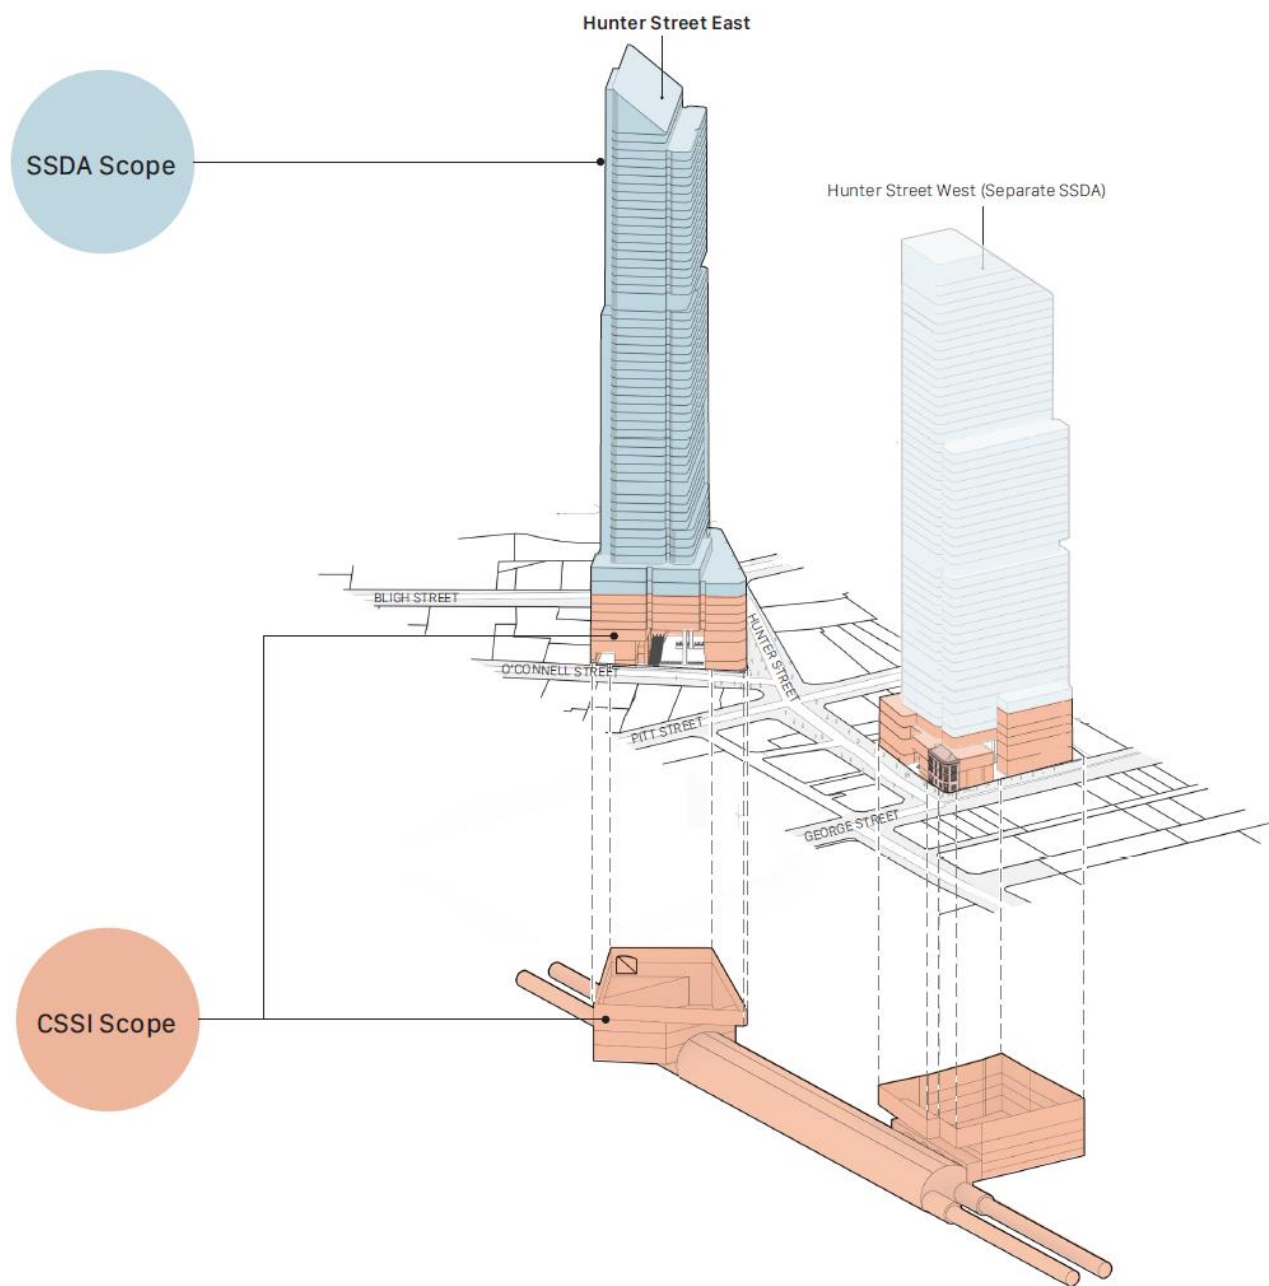 Hunter Street East
SSDA Scope
Hunter Street West (Separate SSDA)
BLIGH STREET
HUNTER STREET
O'CONNELL STREET
PITT STREET
GEORGE STREET
CSSI Scope